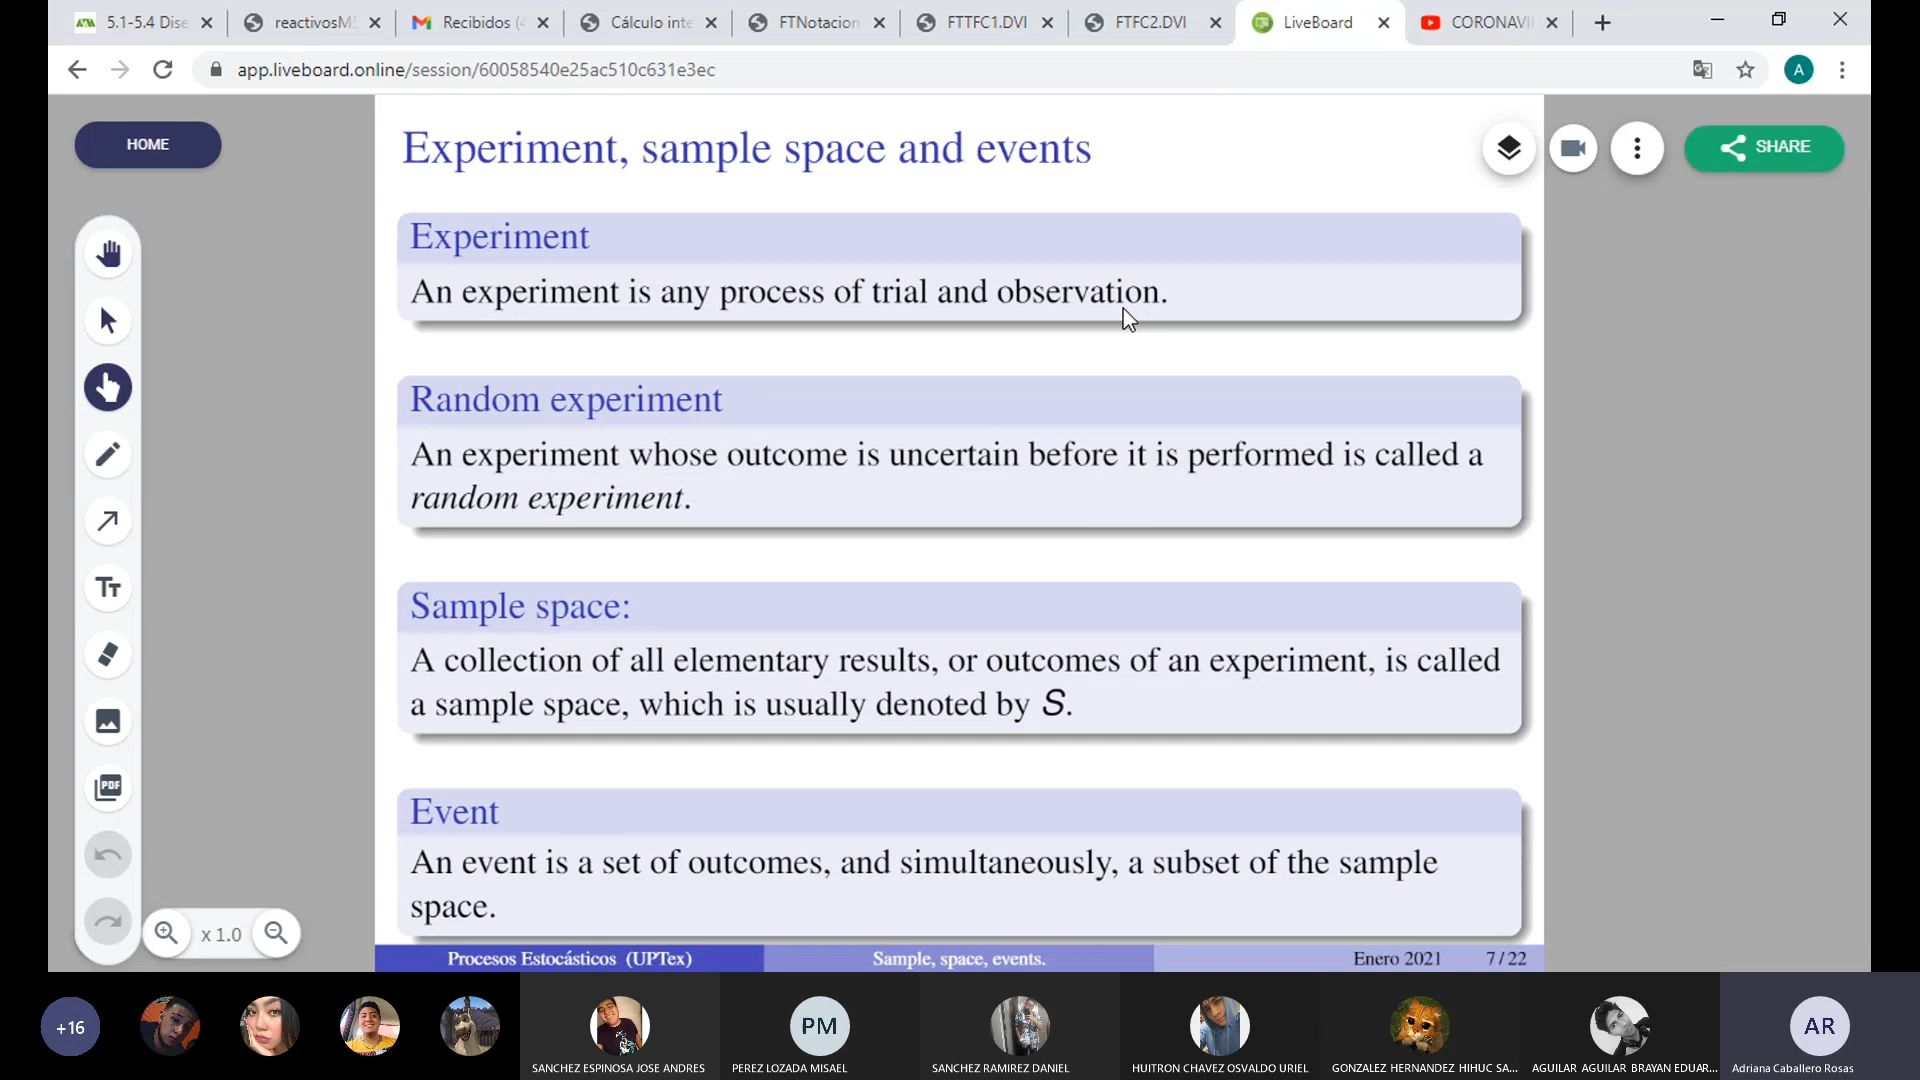 5.1-5.4 Dise
reactivosMS
Recibidos (4
Cálculo inte
FTNotacion
FTTFC1.DVI
FTFC2.DVI
LiveBoard
CORONAVI
app.liveboard.online/session/60058540e25ac510c631e3ec
A
HOME
SHARE
Experiment, sample space and events
Experiment
An experiment is any process of trial and observation.
Random experiment
An experiment whose outcome is uncertain before it is performed is called a
random experiment.
Sample space:
A collection of all elementary results, or outcomes of an experiment, is called
a sample space, which is usually denoted by S.
Event
An event is a set of outcomes, and simultaneously, a subset of the sample
space.
Tт
PDF
x 1.0
Procesos Estocásticos (UPTex)
Sample, space, events.
Enero 2021
7/22
+16
PM
AR
SANCHEZ ESPINOSA JOSE ANDRES
PEREZ LOZADA MISAEL
SANCHEZ RAMIREZ DANIEL
HUITRON CHAVEZ OSVALDO URIEL
GONZALEZ HERNANDEZ HIHUC SA...
AGUILAR AGUILAR BRAYAN EDUAR...
Adriana Caballero Rosas